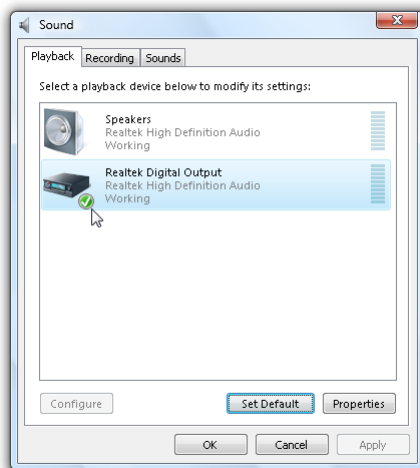 Sound
Playback Recording Sounds
Select a playback device below to modify its settings:
Speakers
Realtek High Definition Audio
Working
Realtek Digital Output
Realtek High Definition Audio
Working
Configure Set Default Properties
OK Cancel Apply